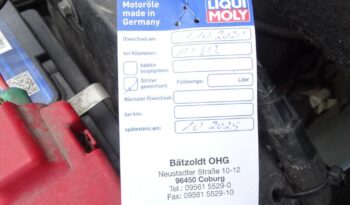 Motoröle
made in
Germany
LIQUI
MOLY
Ölwechsel am:
bei Kilometer:
Additiv
beigegeben
Ölfilter
gewechselt
Füllmenge:
Liter
Nächster Ölwechsel
bei km:
spätestens am:
10 2025
Bätzoldt OHG
Neustadter Straße 10-12
96450 Coburg
Tel.: 09561 5529-0
Fax: 09561 5529-10